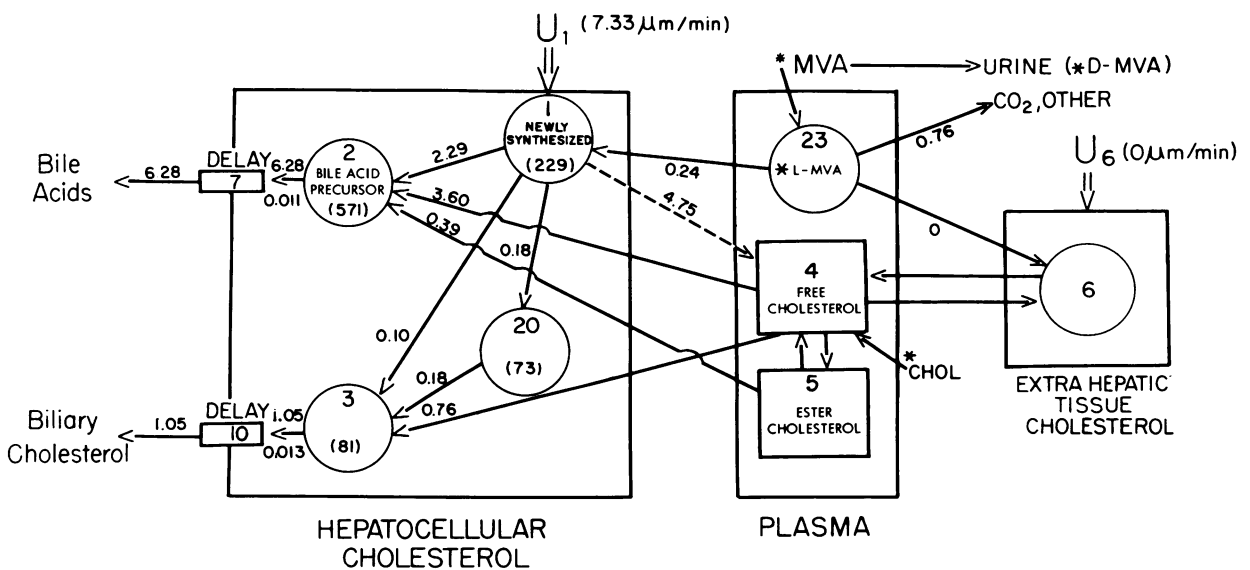 U1 (7.33 μm/min)
* MVA
URINE (*D-MVA)
CO2, OTHER
0.76
U6 (0 μm/min)
1
NEWLY
SYNTHESIZED
(229)
23
* L-MVA
0.24
0
2
BILE ACID
PRECURSOR
(571)
2.29
3.60
0.39
4.75
0.18
0.10
Bile
Acids
6.28
DELAY
7
6.28
0.011
4
FREE
CHOLESTEROL
6
20
(73)
0.18
0.76
5
ESTER
CHOLESTEROL
*
CHOL
EXTRA HEPATIC
TISSUE
CHOLESTEROL
3
(81)
Biliary
Cholesterol
1.05
DELAY
10
1.05
0.013
HEPATOCELLULAR
CHOLESTEROL
PLASMA